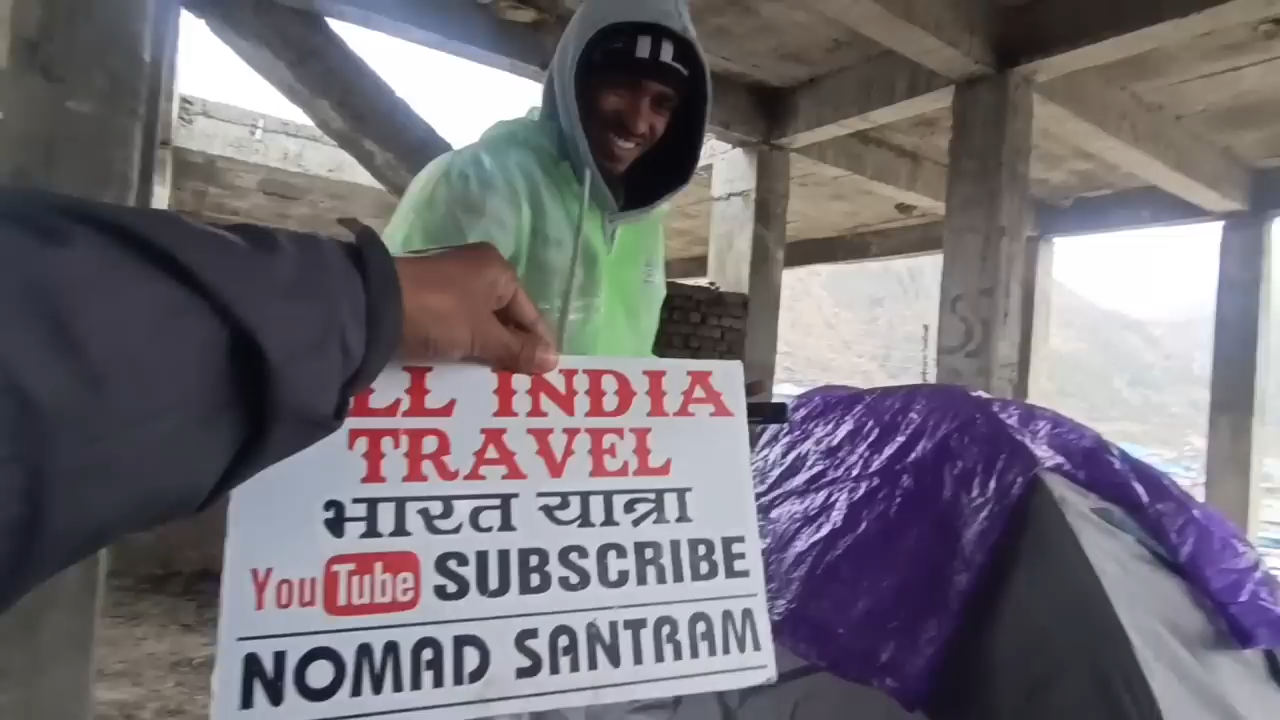 LL INDIA
TRAVEL
भारत यात्रा
YouTube SUBSCRIBE
NOMAD SANTRAM